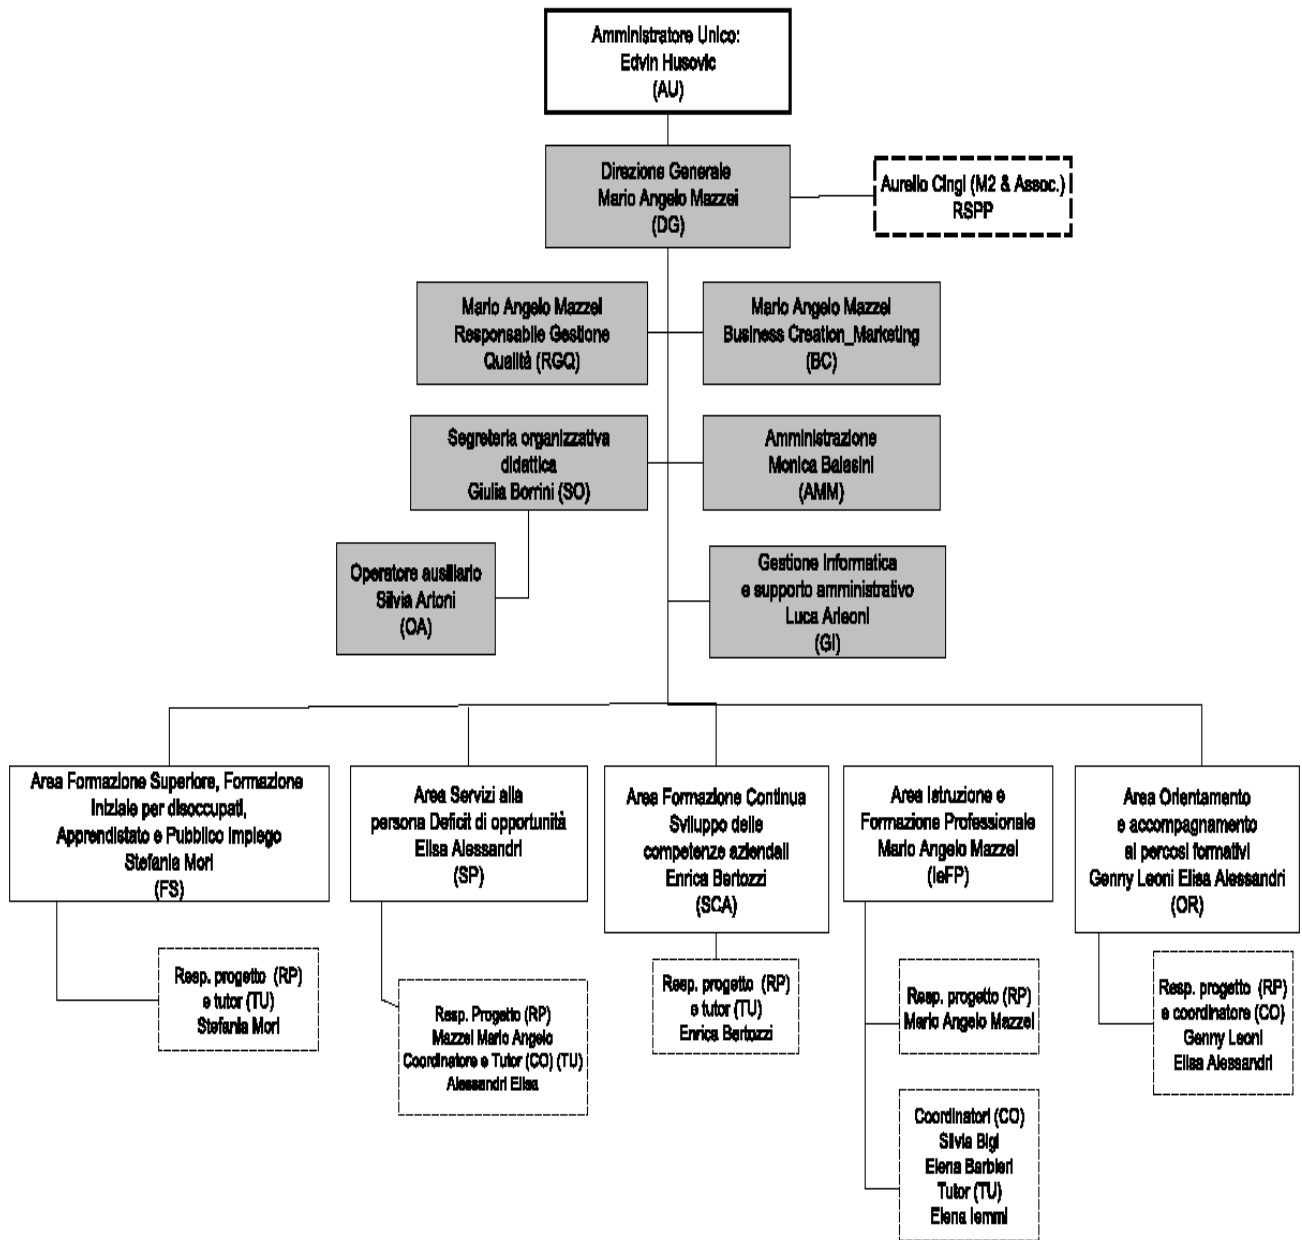 Amministratore Unico:
Edvin Husovic
(AU)
Direzione Generale
Mario Angelo Mazzei
(DG)
Aurelio Cingi (M2 & Assoc.)
RSPP
Mario Angelo Mazzei
Responsabile Gestione
Qualità (RGQ)
Mario Angelo Mazzei
Business Creation_Marketing
(BC)
Segreteria organizzativa
didattica
Giulia Borrini (SO)
Amministrazione
Monica Balasini
(AMM)
Operatore ausiliario
Silvia Artoni
(OA)
Gestione Informatica
e supporto amministrativo
Luca Arleoni
(GI)
Area Formazione Superiore, Formazione
Iniziale per disoccupati,
Apprendistato e Pubblico Impiego
Stefania Mori
(FS)
Area Servizi alla
persona Deficit di opportunità
Elisa Alessandri
(SP)
Area Formazione Continua
Sviluppo delle
competenze aziendali
Enrica Bertozzi
(SCA)
Area Istruzione e
Formazione Professionale
Mario Angelo Mazzei
(IeFP)
Area Orientamento
e accompagnamento
ai percosi formativi
Genny Leoni Elisa Alessandri
(OR)
Resp. progetto (RP)
e tutor (TU)
Stefania Mori
Resp. Progetto (RP)
Mazzei Mario Angelo
Coordinatore e Tutor (CO) (TU)
Alessandri Elisa
Resp. progetto (RP)
e tutor (TU)
Enrica Bertozzi
Resp. progetto (RP)
Mario Angelo Mazzei
Coordinatori (CO)
Silvia Bigi
Elena Barbieri
Tutor (TU)
Elena Iemmi
Resp. progetto (RP)
e coordinatore (CO)
Genny Leoni
Elisa Alessandri